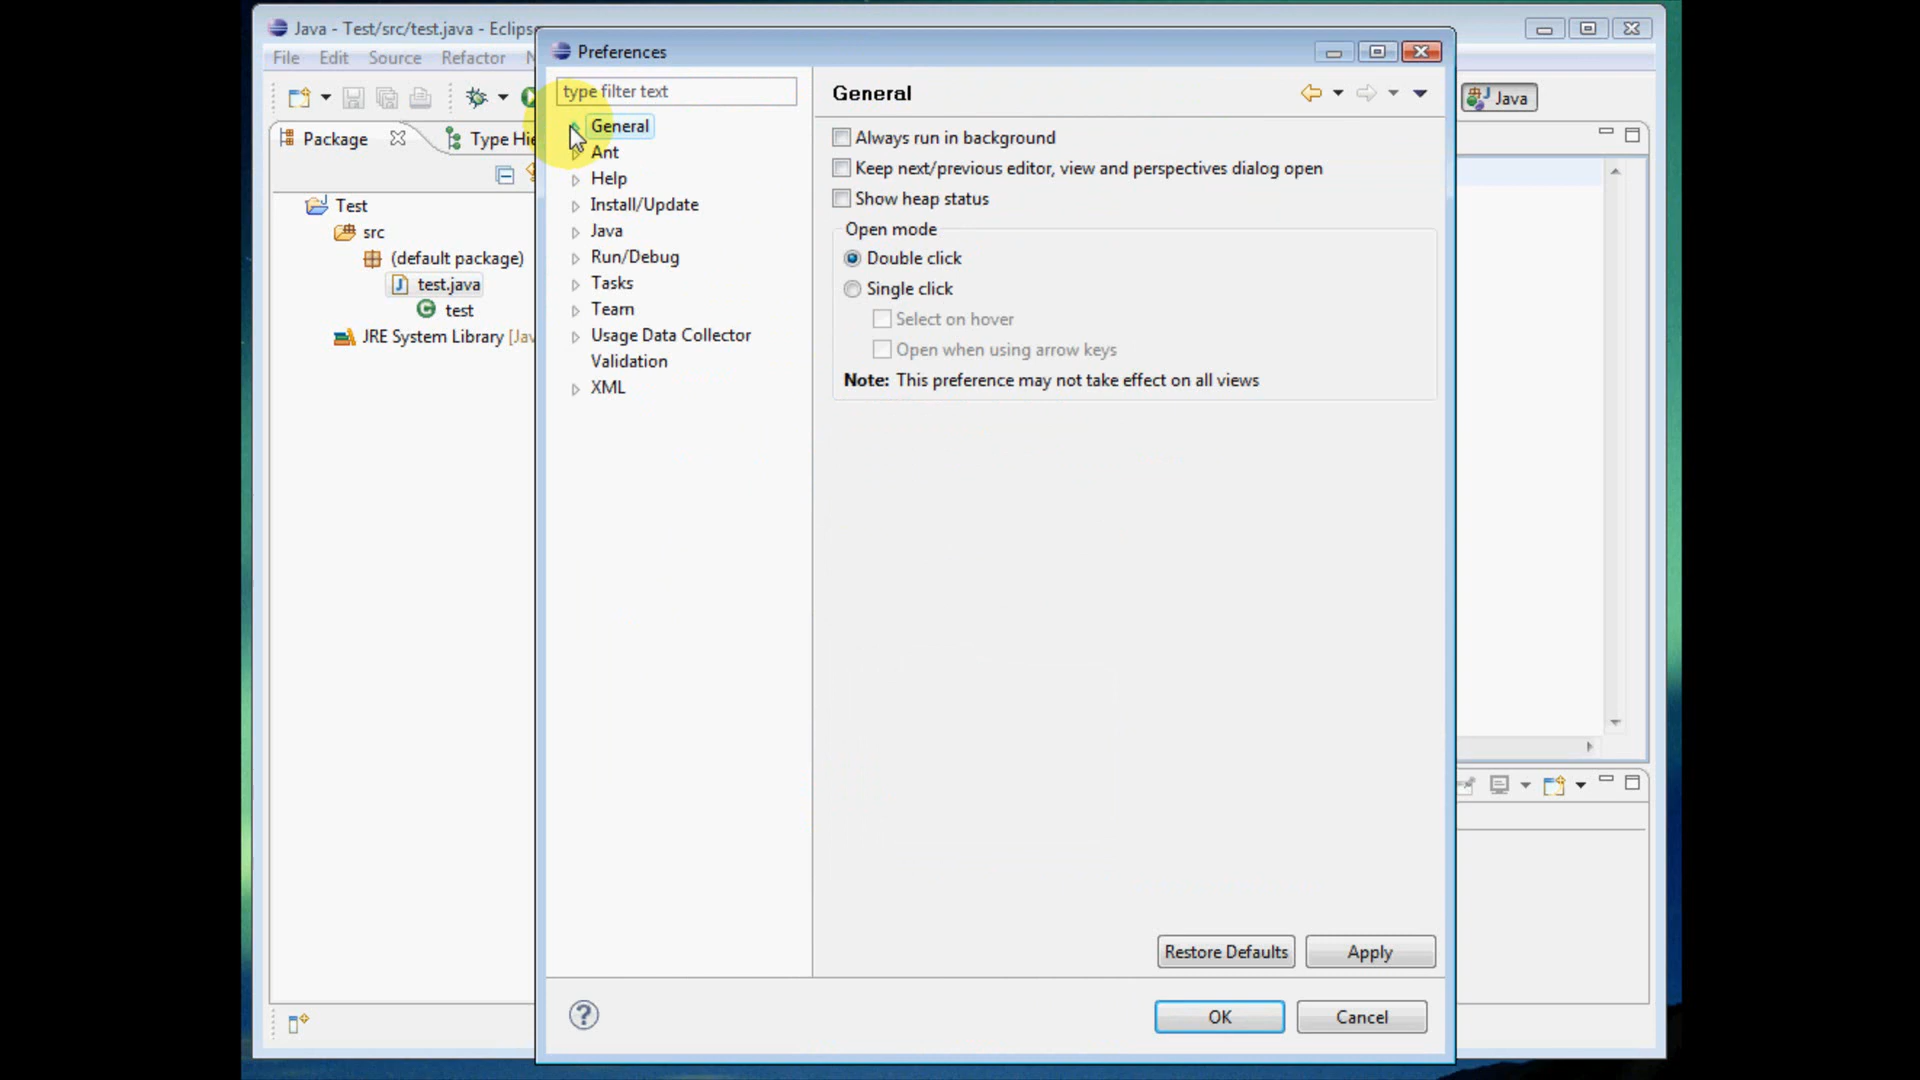 Java - Test/src/test.java - Eclipse
File Edit Source Refactor
Package
Type Hie
Test
src
(default package)
test.java
test
JRE System Library [Jav
Preferences
type filter text
General
Ant
Help
Install/Update
Java
Run/Debug
Tasks
Team
Usage Data Collector
Validation
XML
General
Always run in background
Keep next/previous editor, view and perspectives dialog open
Show heap status
Open mode
Double click
Single click
Select on hover
Open when using arrow keys
Note: This preference may not take effect on all views
Restore Defaults
Apply
OK
Cancel
Java